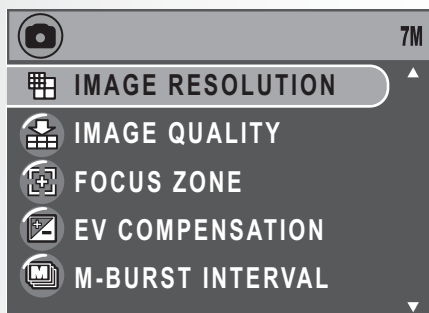 7M
IMAGE RESOLUTION
IMAGE QUALITY
FOCUS ZONE
EV COMPENSATION
M-BURST INTERVAL